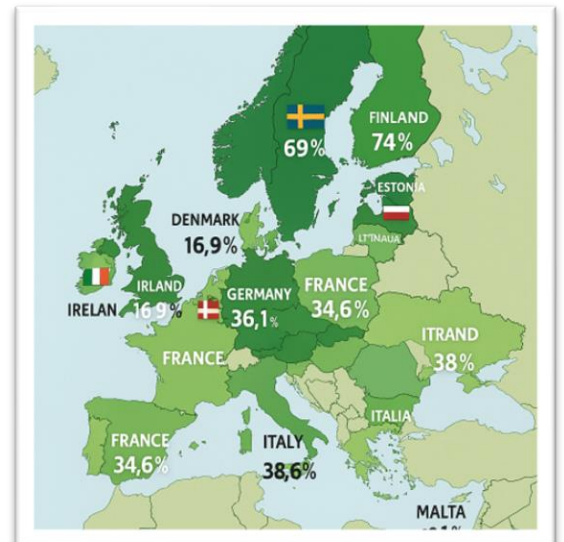 FINLAND
74%
69%
ESTONIA
DENMARK
16,9%
IRLAND
16 9%
IRELAN
GERMANY
36,1%
FRANCE
34,6%
FRANCE
ITRAND
38%
FRANCE
34,6%
ITALY
38,6%
ITALIA
MALTA